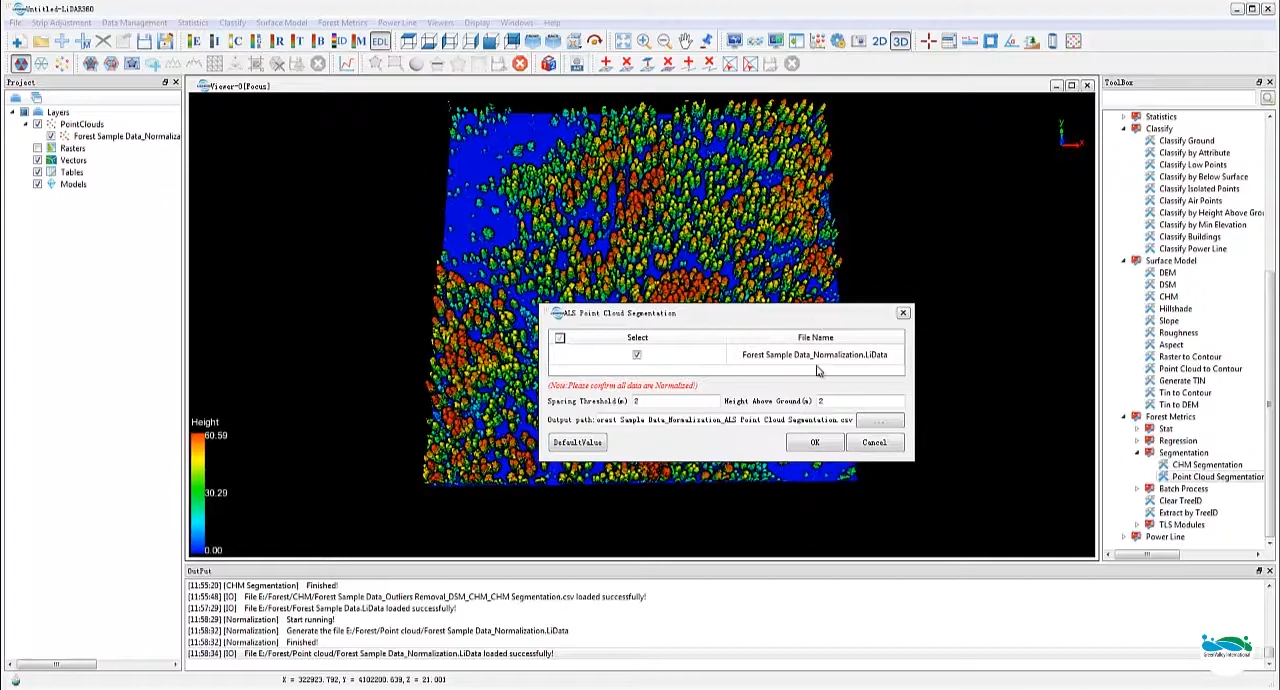 Untitled-LiDAR360
File Strip Adjustment Data Management Statistics Classify Surface Model Forest Metrics Power Line Viewers Display Windows Help
E I C R T B ID M EDL 2D 3D
Project
Viewer-0[Focus]
ToolBox
Layers
PointClouds
Forest Sample Data_Normaliza
Rasters
Vectors
Tables
Models
y
x
Height
60.59
30.29
0.00
ALS Point Cloud Segmentation
Select File Name
Forest Sample Data_Normalization.LiData
(Note:Please confirm all data are Normalized!)
Spacing Threshold(m) 2 Height Above Ground(m) 2
Output path: orest Sample Data_Normalization_ALS Point Cloud Segmentation.csv ...
DefaultValue OK Cancel
Statistics
Classify
Classify Ground
Classify by Attribute
Classify Low Points
Classify by Below Surface
Classify Isolated Points
Classify Air Points
Classify by Height Above Gro
Classify by Min Elevation
Classify Buildings
Classify Power Line
Surface Model
DEM
DSM
CHM
Hillshade
Slope
Roughness
Aspect
Raster to Contour
Point Cloud to Contour
Generate TIN
Tin to Contour
Tin to DEM
Forest Metrics
Stat
Regression
Segmentation
CHM Segmentation
Point Cloud Segmentation
Batch Process
Clear TreeID
Extract by TreeID
TLS Modules
Power Line
OutPut
[11:55:20] [CHM Segmentation] Finished!
[11:55:48] [IO] File E:/Forest/CHM/Forest Sample Data_Outliers Removal_DSM_CHM_CHM Segmentation.csv loaded successfully!
[11:57:29] [IO] File E:/Forest/Forest Sample Data.LiData loaded successfully!
[11:58:29] [Normalization] Start running!
[11:58:32] [Normalization] Generate the file E:/Forest/Point cloud/Forest Sample Data_Normalization.LiData
[11:58:32] [Normalization] Finished!
[11:58:34] [IO] File E:/Forest/Point cloud/Forest Sample Data_Normalization.LiData loaded successfully!
GreenValley International
X = 322923.792, Y = 4102200.639, Z = 21.001